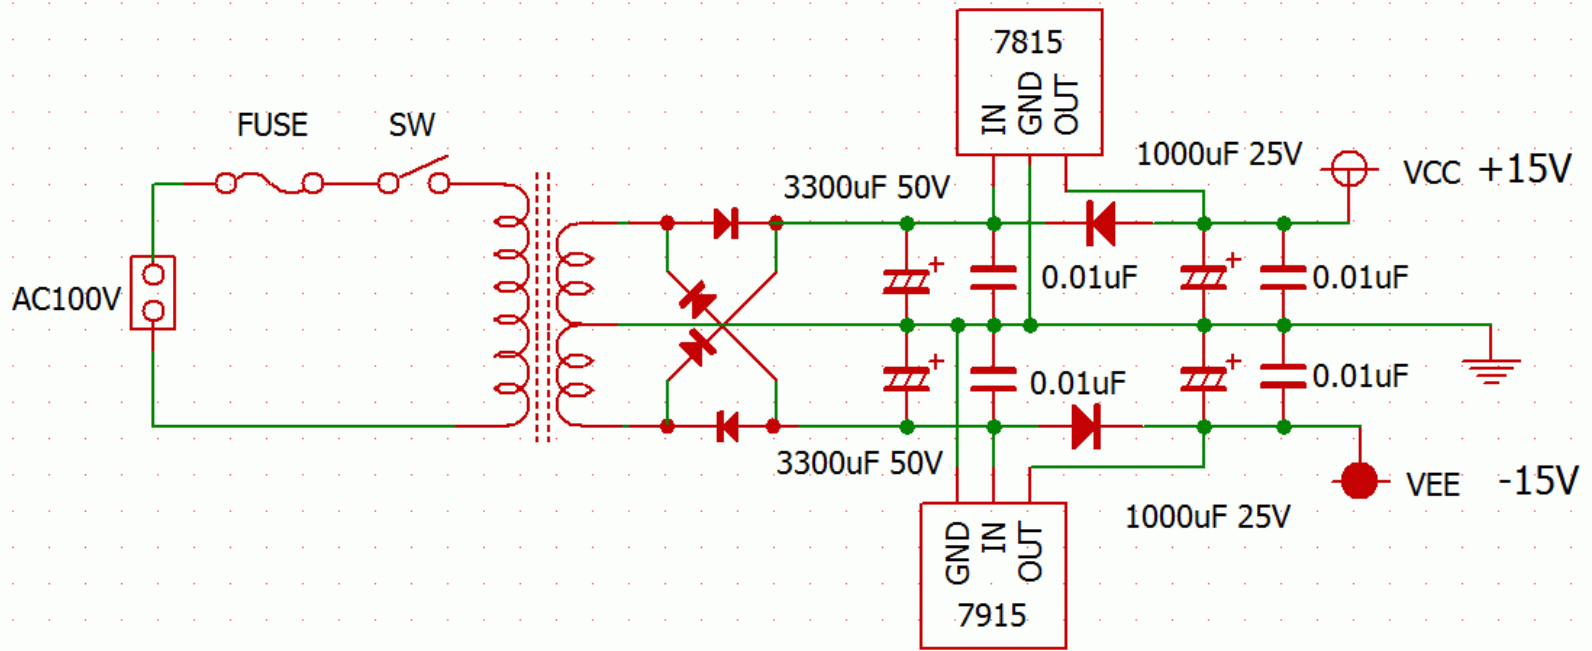 7815
IN
GND
OUT
FUSE
SW
1000uF 25V
VCC +15V
3300uF 50V
+
+
0.01uF
0.01uF
AC100V
+
+
0.01uF
0.01uF
3300uF 50V
VEE -15V
1000uF 25V
GND
IN
OUT
7915